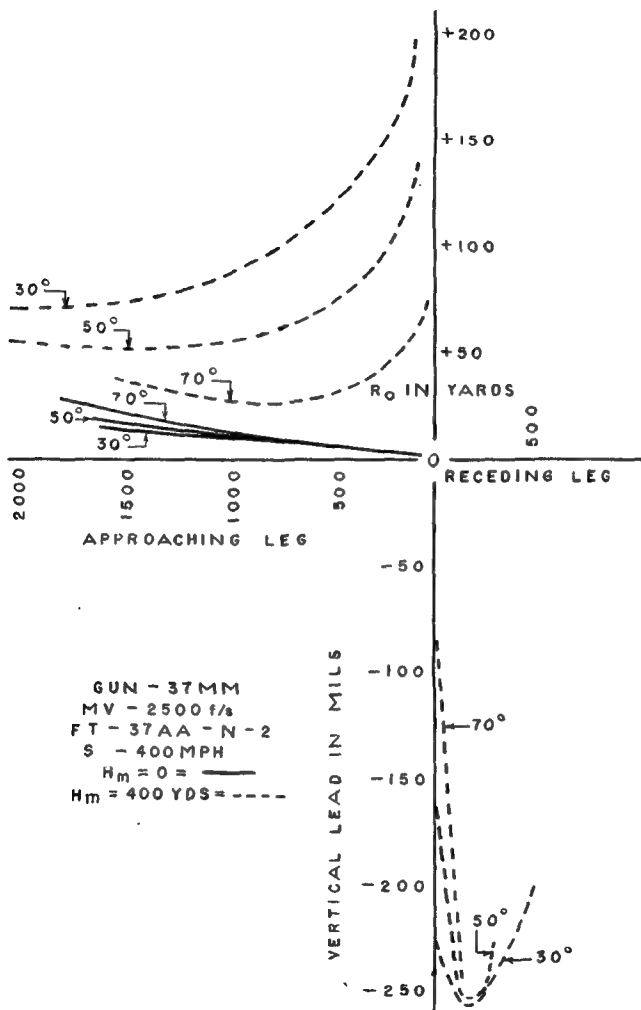 +200
+150
+100
+50
30°
50°
70°
R₀ IN YARDS
70°
50°
30°
500
0
RECEDING LEG
2000
1500
1000
500
APPROACHING LEG
-50
-100
-150
-200
-250
VERTICAL LEAD IN MILS
GUN - 37MM
MV - 2500 f/s
FT - 37AA - N - 2
S - 400 MPH
Hm = 0 =
Hm = 400 YDS =
70°
50°
30°